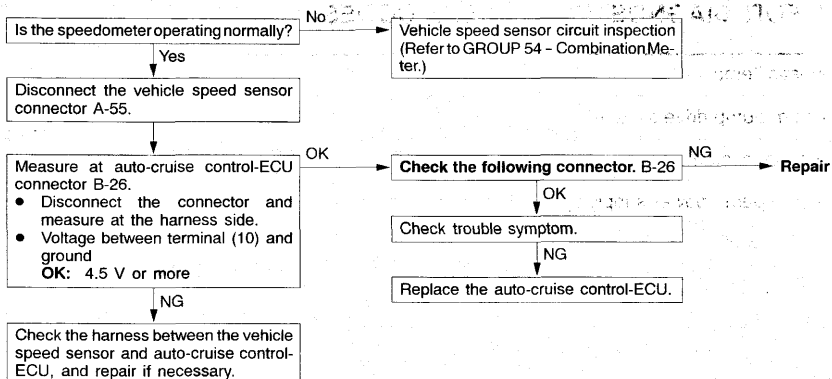 Is the speedometer operating normally?
No
Vehicle speed sensor circuit inspection
(Refer to GROUP 54 – Combination Me-
ter.)
Yes
Disconnect the vehicle speed sensor
connector A-55.
Measure at auto-cruise control-ECU
connector B-26.
● Disconnect the connector and
measure at the harness side.
● Voltage between terminal (10) and
ground
OK: 4.5 V or more
OK
Check the following connector. B-26
NG
Repair
OK
Check trouble symptom.
NG
Replace the auto-cruise control-ECU.
NG
Check the harness between the vehicle
speed sensor and auto-cruise control-
ECU, and repair if necessary.